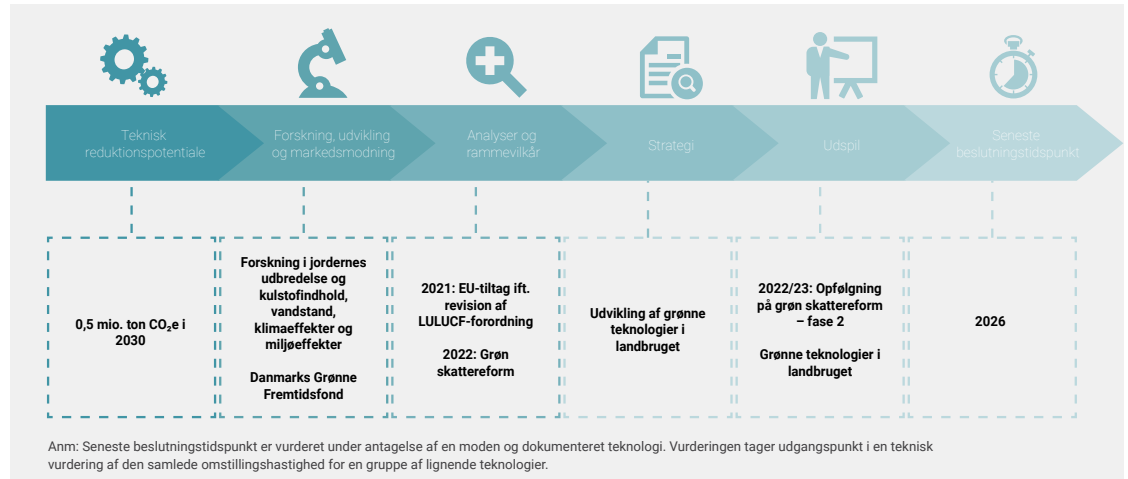 Teknisk
reduktionspotentiale
Forskning, udvikling
og markedsmodning
Analyser og
rammevilkår
Strategi
Udspil
Seneste
beslutningstidspunkt
0,5 mio. ton CO₂e i
2030
Forskning i jordernes
udbredelse og
kulstofindhold,
vandstand,
klimaeffekter og
miljøeffekter
Danmarks Grønne
Fremtidsfond
2021: EU-tiltag ift.
revision af
LULUCF-forordning
2022: Grøn
skattereform
Udvikling af grønne
teknologier i
landbruget
2022/23: Opfølgning
på grøn skattereform
– fase 2
Grønne teknologier i
landbruget
2026
Anm: Seneste beslutningstidspunkt er vurderet under antagelse af en moden og dokumenteret teknologi. Vurderingen tager udgangspunkt i en teknisk
vurdering af den samlede omstillingshastighed for en gruppe af lignende teknologier.